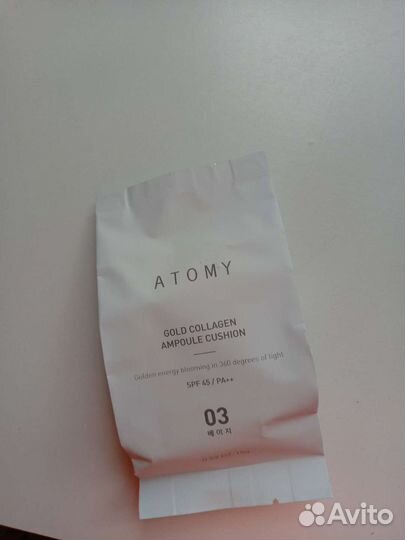 ATOMY
GOLD COLLAGEN
AMPOULE CUSHION
Golden energy blooming in 360 degrees of light
SPF 45 / PA++
03
베이지
Avito